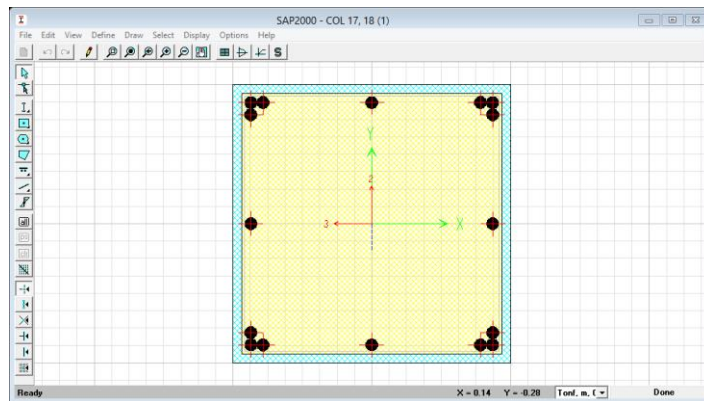 SAP2000 - COL 17, 18 (1)
File Edit View Define Draw Select Display Options Help
S
Y
2
3
X
Ready
X = 0.14 Y = -0.28
Tonf, m, C
Done